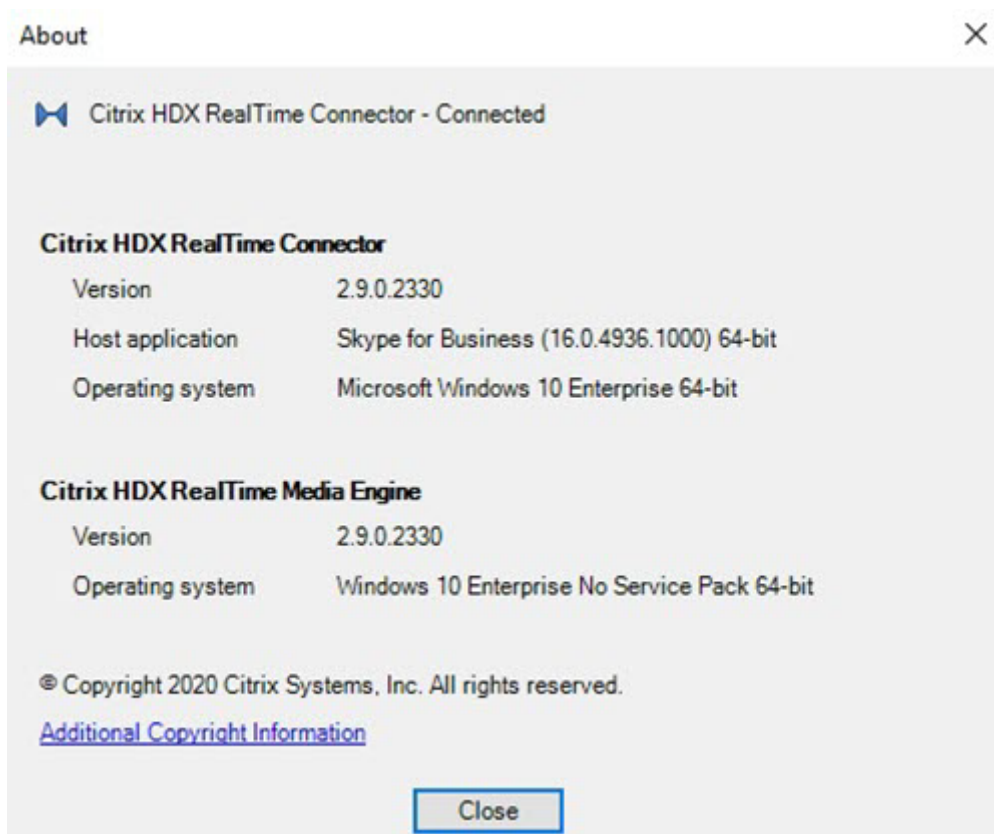 About
Citrix HDX RealTime Connector - Connected
Citrix HDX RealTime Connector
Version 2.9.0.2330
Host application Skype for Business (16.0.4936.1000) 64-bit
Operating system Microsoft Windows 10 Enterprise 64-bit
Citrix HDX RealTime Media Engine
Version 2.9.0.2330
Operating system Windows 10 Enterprise No Service Pack 64-bit
© Copyright 2020 Citrix Systems, Inc. All rights reserved.
Additional Copyright Information
Close